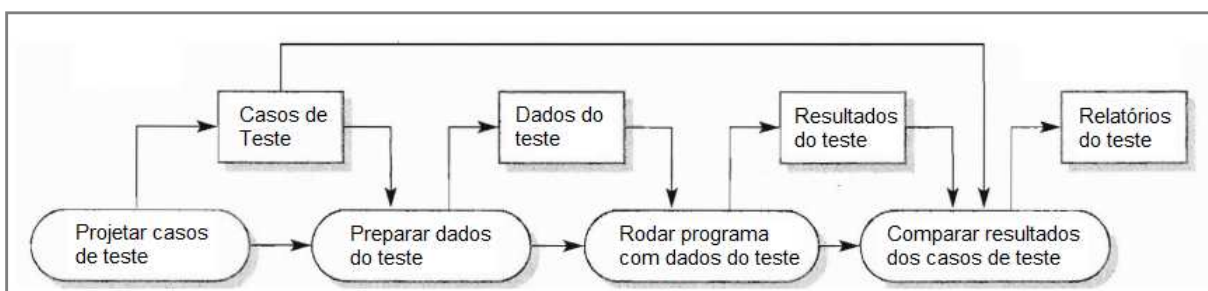 Casos de
Teste
Dados do
teste
Resultados
do teste
Relatórios
do teste
Projetar casos
de teste
Preparar dados
do teste
Rodar programa
com dados do teste
Comparar resultados
dos casos de teste